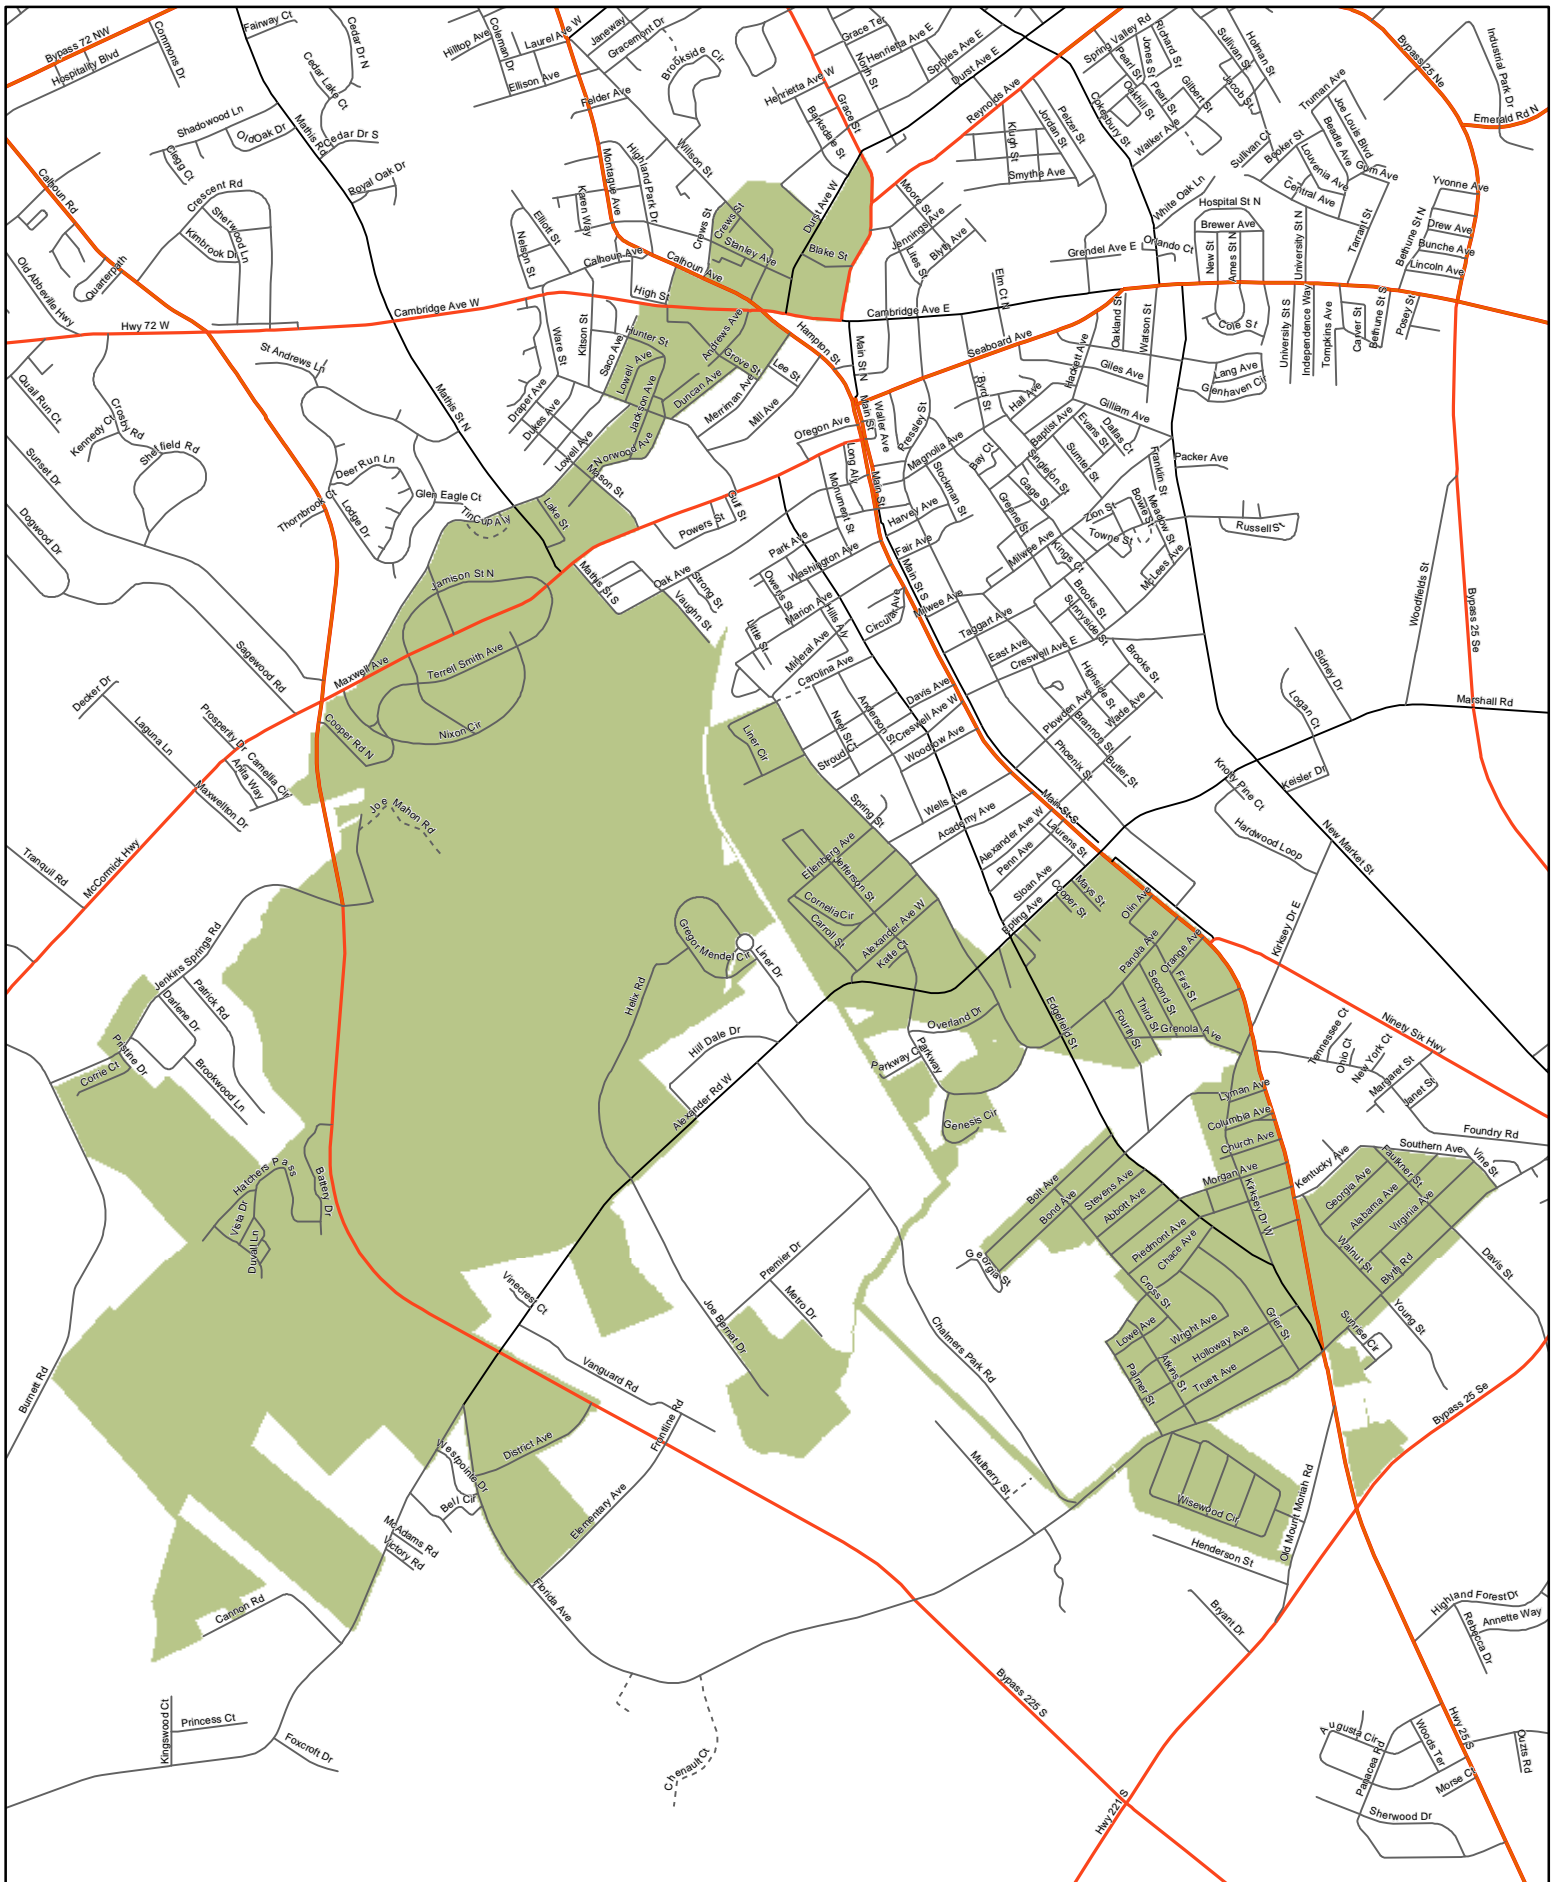 Bypass 72 NW
Hospitality Blvd
Commons Dr
Fairway Ct
Cedar Dr N
Cedar Lake Ct
Shadowood Ln
Old Oak Dr
Mathis Rd
Cedar Dr S
Clegg Ct
Royal Oak Dr
Crescent Rd
Sherwood Ln
Kimbrook Dr
Calhoun Rd
Quarterpath
Old Abbeville Hwy
Hwy 72 W
Cambridge Ave W
Hilltop Ave
Coleman Dr
Laurel Ave W
Janeway
Gracemont Dr
Ellison Ave
Felder Ave
Brookside Cir
Willson St
Montague Ave
Highland Park Dr
Karen Way
Elliott St
Nelson St
Calhoun Ave
Calhoun Ave
High St
Crews St
Crews St
Stanley Ave
Durst Ave W
Blake St
Grace Ter
Henrietta Ave E
North St
Sproles Ave E
Durst Ave E
Henrietta Ave W
Grace St
Barksdale St
Reynolds Ave
Klugh St
Jordan St
Pelzer St
Smythe Ave
Moore St
Jennings Ave
Lites St
Blyth Ave
Spring Valley Rd
Pearl St
Jones St
Richard St
Oakhill St
Pearl St
Gilbert St
Cokesbury St
Walker Ave
Sullivan St
Holman St
Jacob St
Truman Ave
Joe Louis Blvd
Beadle Ave
Booker St
Sullivan Ct
Louvenia Ave
Gum Ave
Central Ave
Tarrant St
Bypass 25 Ne
Industrial Park Dr
Emerald Rd N
Yvonne Ave
Drew Ave
Bunche Ave
Lincoln Ave
Bethune St N
White Oak Ln
Hospital St N
Brewer Ave
New St
Ames St N
University St N
Grendel Ave E
Orlando Ct
Elm Ct N
Cambridge Ave E
Seaboard Ave
Oakland St
Watson St
Cole St
University St S
Independence Way
Tompkins Ave
Carver St
Bethune St S
Posey St
St Andrews Ln
Quail Run Ct
Crosby Rd
Kennedy Ct
Sheffield Rd
Sunset Dr
Dogwood Dr
Mathis St N
Deer Run Ln
Thornbrook Ct
Lodge Dr
Glen Eagle Ct
Tin Cup Aly
Ware St
Kitson St
Saco Ave
Hunter St
Lowell Ave
Jackson Ave
Andrews Ave
Grove St
Duncan Ave
Merriman Ave
Lee St
Mill Ave
Hampton St
Main St N
Draper Ave
Dukes Ave
Lowell Ave
Norwood Ave
Mason St
Lake St
Powers St
Guff St
Oregon Ave
Main St
Waller Ave
Pressley St
Long Aly
Monument St
Main St
Magnolia Ave
Stockman St
Harvey Ave
Fair Ave
Byrd St
Hall Ave
Hackett Ave
Giles Ave
Gilliam Ave
Lang Ave
Glenhaven Cir
Bay Ct
Baptist Ave
Evans St
Dallas Ct
Sumter St
Singleton St
Gage St
Greene St
Franklin St
Packer Ave
Zion St
Bowie St
Meadow St
Towne St
McLees Ave
Milwee Ave
Kings Ct
Russell St
Woodfields St
Bypass 25 Se
Park Ave
Washington Ave
Owens St
Marion Ave
Hills Aly
Circular Ave
Main St S
Milwee Ave
Little St
Mineral Ave
Carolina Ave
Oak Ave
Strong St
Vaughn St
Mathis St S
Jamison St N
Terrell Smith Ave
Maxwell Ave
Nixon Cir
Cooper Rd N
Sagewood Rd
Taggart Ave
East Ave
Creswell Ave E
Brooks St
Sunnyside St
Brooks St
Highside St
Wade Ave
Plowden Ave
Brannon St
Butler St
Phoenix St
Davis Ave
Creswell Ave W
Woodrow Ave
Anderson St
Neel St
Stroud Ct
Liner Cir
Spring St
Wells Ave
Academy Ave
Main St S
Sidney Dr
Logan Ct
Marshall Rd
Keisler Dr
Knotty Pine Ct
Hardwood Loop
New Market St
Decker Dr
Laguna Ln
Prosperity Dr
Camellia Cir
Anita Way
Maxwellton Dr
Tranquil Rd
McCormick Hwy
Joe Mahon Rd
Ellenberg Ave
Jefferson St
Cornelia Cir
Carroll St
Alexander Ave W
Katie Ct
Alexander Ave W
Laurens St
Penn Ave
Sloan Ave
Cooper St
Mays St
Epting Ave
Olin Ave
Panola Ave
Orange Ave
First St
Second St
Third St
Fourth St
Grenola Ave
Edgefield St
Kirksey Dr E
Ninety Six Hwy
Jenkins Springs Rd
Darlene Dr
Patrick Rd
Pristine Dr
Corrie Ct
Brookwood Ln
Gregor Mendel Cir
Liner Dr
Helix Rd
Hill Dale Dr
Alexander Rd W
Overland Dr
Parkway Ct
Parkway
Genesis Cir
Tennessee Ct
Ohio Ct
New York Ct
Margaret St
Janet St
Foundry Rd
Southern Ave
Vine St
Lyman Ave
Columbia Ave
Church Ave
Morgan Ave
Kirksey Dr W
Kentucky Ave
Faulkner St
Georgia Ave
Alabama Ave
Virginia Ave
Walnut St
Blyth Rd
Davis St
Young St
Sunrise Cir
Hatchers Pass
Battery Dr
Vista Dr
Duval Ln
Burnett Rd
Bolt Ave
Bond Ave
Stevens Ave
Abbott Ave
Piedmont Ave
Chace Ave
Cross St
Georgia St
Lowe Ave
Wright Ave
Holloway Ave
Grier St
Atkins St
Truett Ave
Palmer St
Premier Dr
Metro Dr
Joe Bernat Dr
Chalmers Park Rd
Vinecrest Ct
Vanguard Rd
Frontline Rd
District Ave
Westpointe Dr
Bell Cir
Elementary Ave
McAdams Rd
Victory Rd
Florida Ave
Cannon Rd
Mulberry St
Wisewood Cir
Old Mount Moriah Rd
Henderson St
Bypass 25 Se
Bryant Dr
Bypass 225 S
Kingswood Ct
Princess Ct
Foxcroft Dr
Chenault Ct
Highland Forest Dr
Rebecca Dr
Annette Way
Hwy 25 S
Augusta Cir
Panacea Rd
Woods Ter
Morse Ct
Ouzts Rd
Sherwood Dr
Hwy 221 S